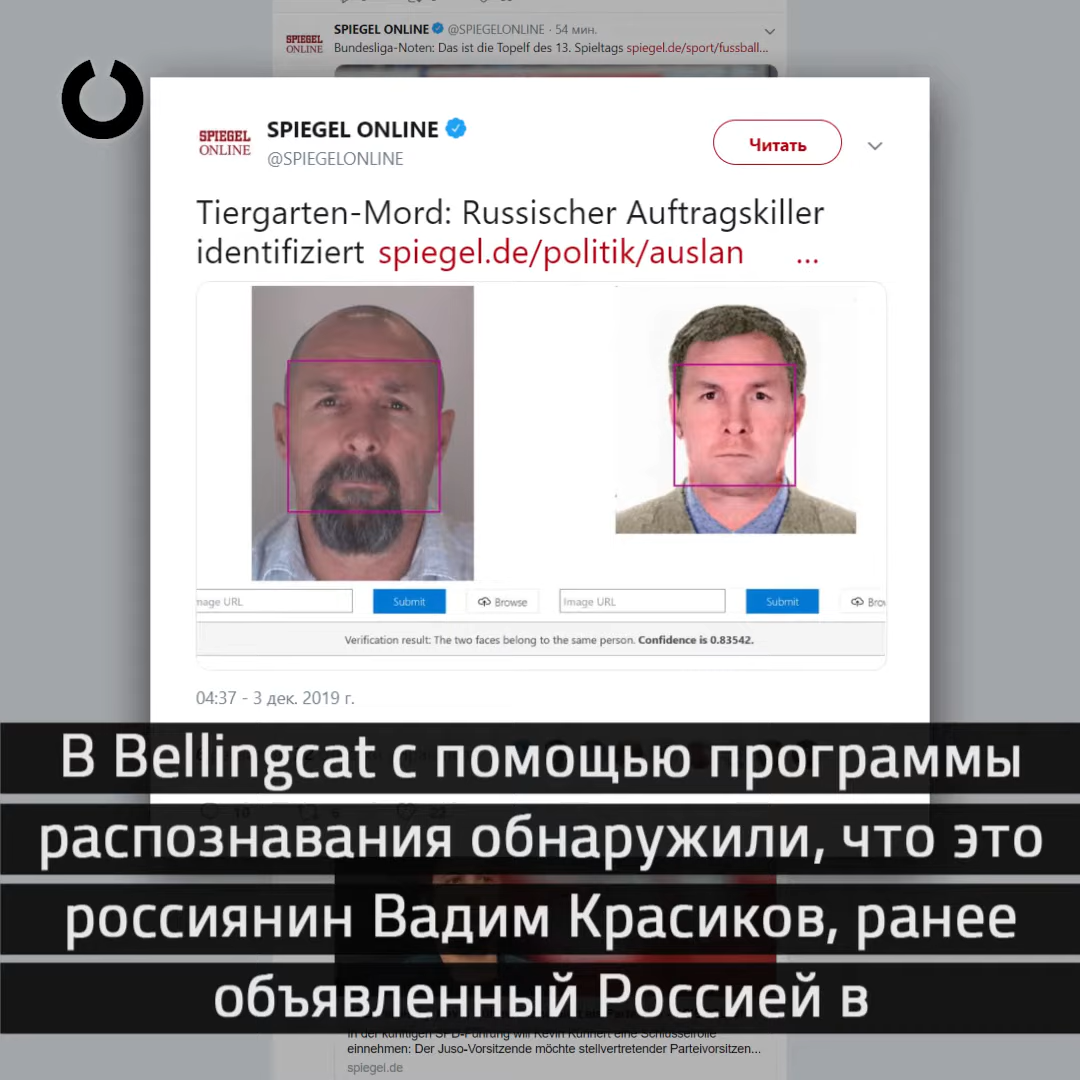 SPIEGEL ONLINE @SPIEGELONLINE · 54 мин.
SPIEGEL
ONLINE
Bundesliga-Noten: Das ist die Topelf des 13. Spieltags spiegel.de/sport/fussball...
SPIEGEL
ONLINE
SPIEGEL ONLINE
@SPIEGELONLINE
Читать
Tiergarten-Mord: Russischer Auftragskiller
identifiziert spiegel.de/politik/auslan ...
mage URL
Submit
Browse
Image URL
Submit
Brow
Verification result: The two faces belong to the same person. Confidence is 0.83542.
04:37 - 3 дек. 2019 г.
В Bellingcat с помощью программы
распознавания обнаружили, что это
россиянин Вадим Красиков, ранее
объявленный Россией в
In der künftigen SPD-Führung will Kevin Kühnert eine Schlüsselrolle
einnehmen: Der Juso-Vorsitzende möchte stellvertretender Parteivorsitzen...
spiegel.de